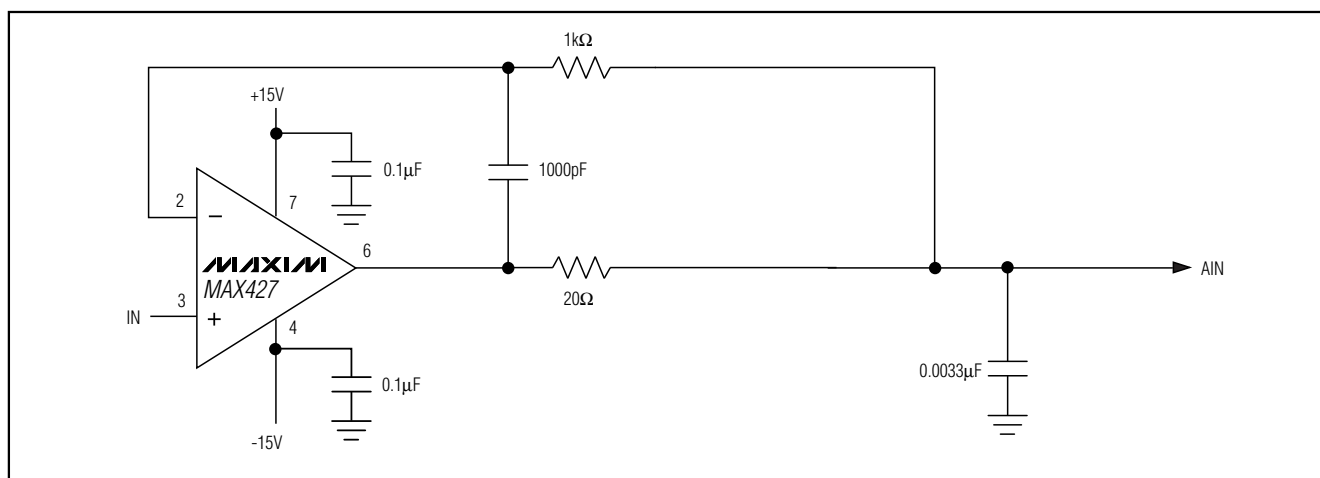 1kΩ
+15V
0.1µF
1000pF
2
7
−
6
MAXIM
MAX427
AIN
20Ω
3
IN
+
4
0.0033µF
0.1µF
-15V